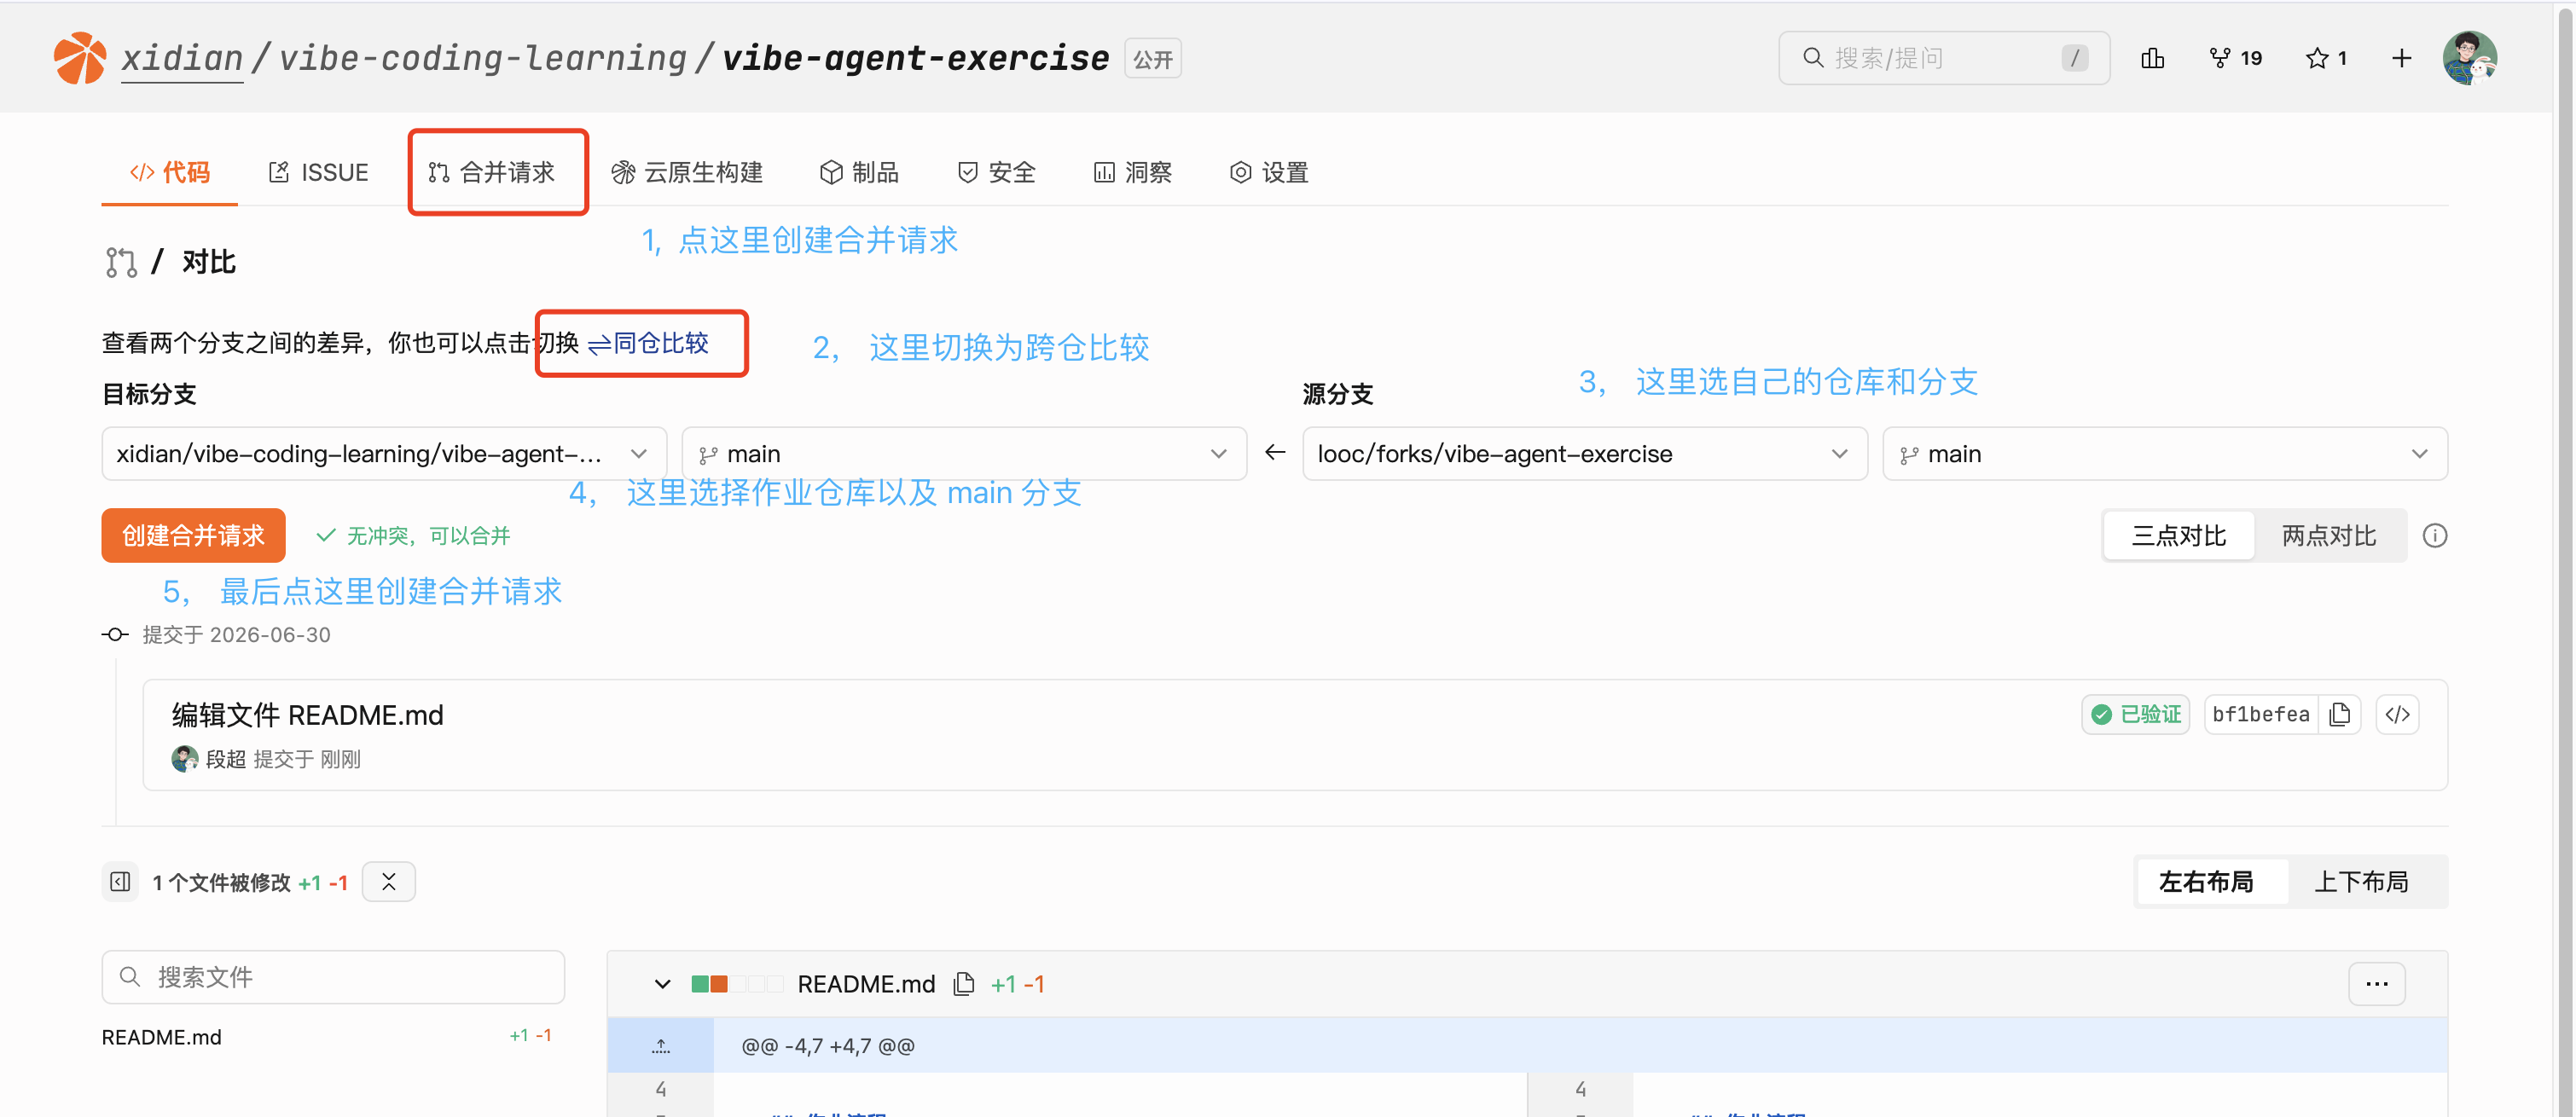 xidian / vibe-coding-learning / vibe-agent-exercise 公开 搜索/提问 / 19 1
代码 ISSUE 合并请求 云原生构建 制品 安全 洞察 设置
1, 点这里创建合并请求
/ 对比
查看两个分支之间的差异，你也可以点击切换 同仓比较
2， 这里切换为跨仓比较
目标分支
源分支
3， 这里选自己的仓库和分支
xidian/vibe-coding-learning/vibe-agent-... main ← looc/forks/vibe-agent-exercise main
4， 这里选择作业仓库以及 main 分支
创建合并请求 无冲突，可以合并 三点对比 两点对比
5， 最后点这里创建合并请求
提交于 2026-06-30
编辑文件 README.md 已验证 bf1befea
段超 提交于 刚刚
1 个文件被修改 +1 -1 左右布局 上下布局
搜索文件
README.md +1 -1
README.md +1 -1
@@ -4,7 +4,7 @@
4 4